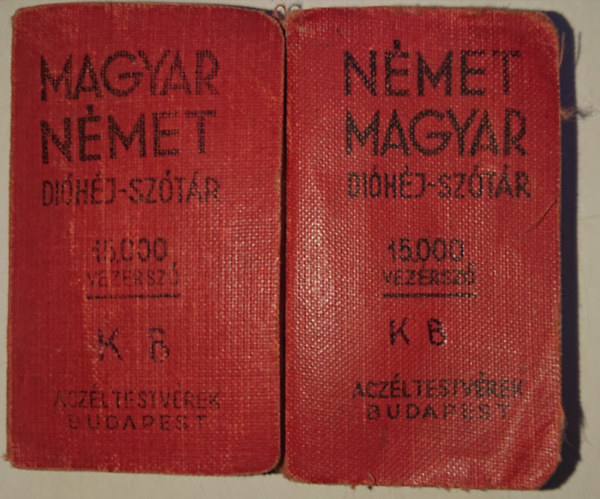 MAGYAR
NÉMET
DIÓHÉJ-SZÓTÁR
15.000
VEZÉRSZÓ
K B
ACZÉL TESTVÉREK
BUDAPEST
NÉMET
MAGYAR
DIÓHÉJ-SZÓTÁR
15.000
VEZÉRSZÓ
K B
ACZÉL TESTVÉREK
BUDAPEST